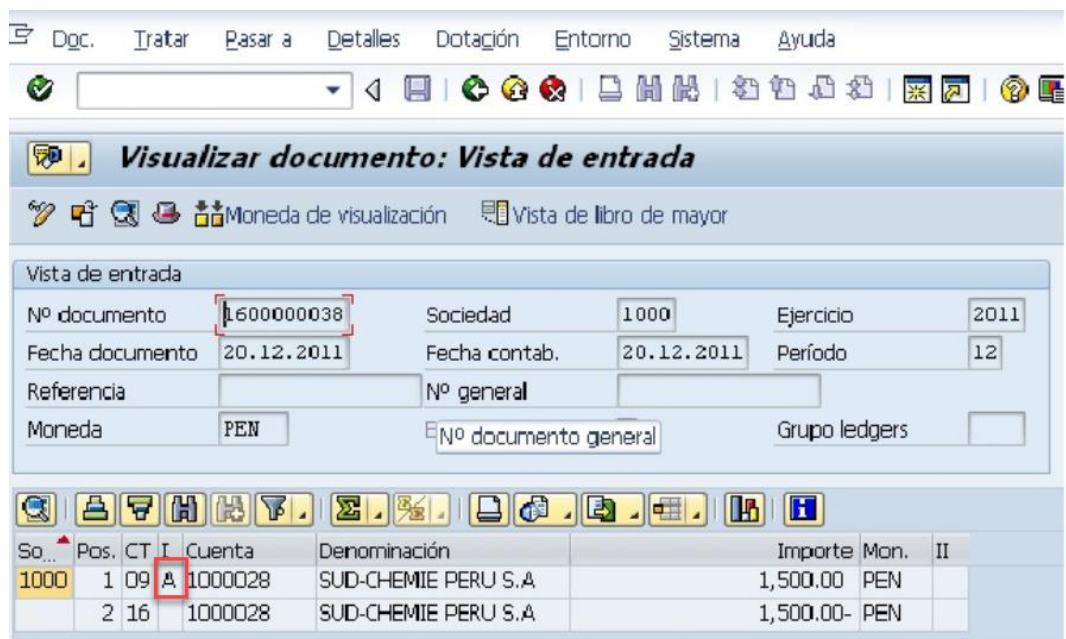 Doc. Tratar Pasar a Detalles Dotación Entorno Sistema Ayuda
Visualizar documento: Vista de entrada
Moneda de visualización Vista de libro de mayor
Vista de entrada
Nº documento 1600000038 Sociedad 1000 Ejercicio 2011
Fecha documento 20.12.2011 Fecha contab. 20.12.2011 Período 12
Referencia Nº general
Moneda PEN Nº documento general Grupo ledgers
So... Pos. CT I Cuenta Denominación Importe Mon. II
1000 1 09 A 1000028 SUD-CHEMIE PERU S.A 1,500.00 PEN
2 16 1000028 SUD-CHEMIE PERU S.A 1,500.00- PEN